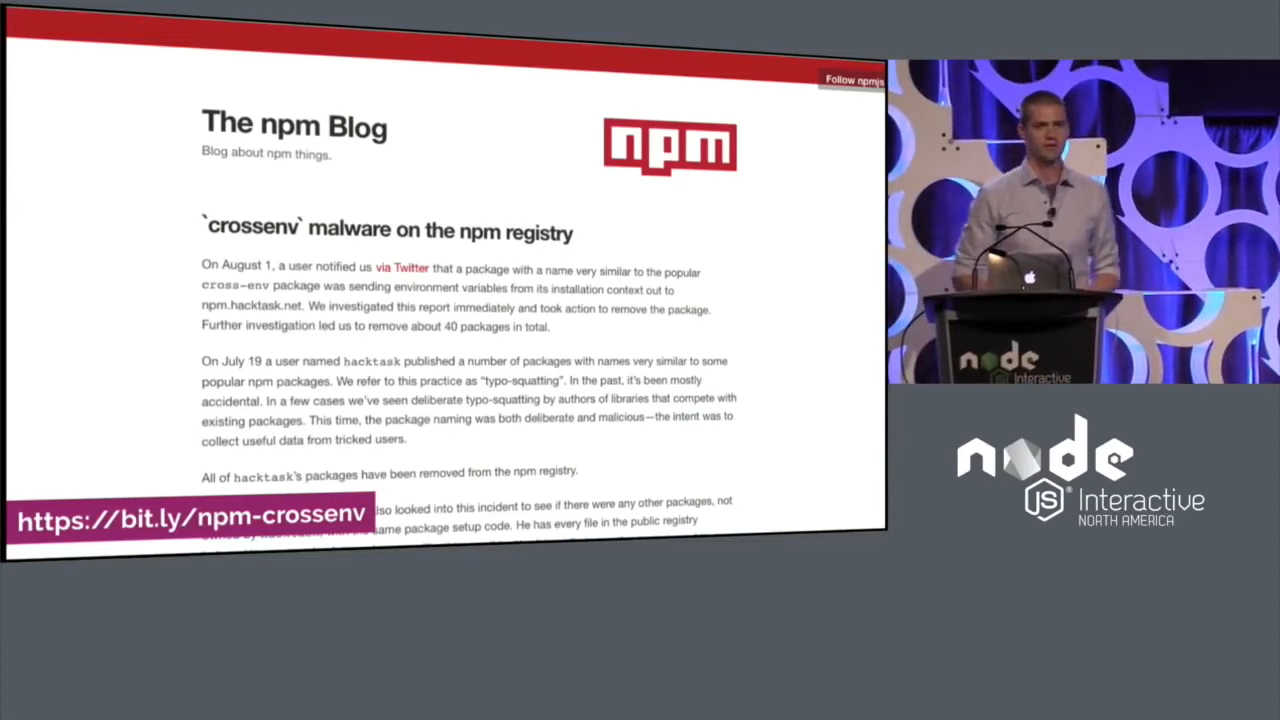 Follow npmjs
The npm Blog
Blog about npm things.
npm
`crossenv` malware on the npm registry
On August 1, a user notified us via Twitter that a package with a name very similar to the popular
cross-env package was sending environment variables from its installation context out to
npm.hacktask.net. We investigated this report immediately and took action to remove the package.
Further investigation led us to remove about 40 packages in total.
On July 19 a user named hacktask published a number of packages with names very similar to some
popular npm packages. We refer to this practice as “typo-squatting”. In the past, it's been mostly
accidental. In a few cases we've seen deliberate typo-squatting by authors of libraries that compete with
existing packages. This time, the package naming was both deliberate and malicious—the intent was to
collect useful data from tricked users.
All of hacktask's packages have been removed from the npm registry.
lso looked into this incident to see if there were any other packages, not
same package setup code. He has every file in the public registry
https://bit.ly/npm-crossenv
node
JS Interactive
node
JS® Interactive
NORTH AMERICA